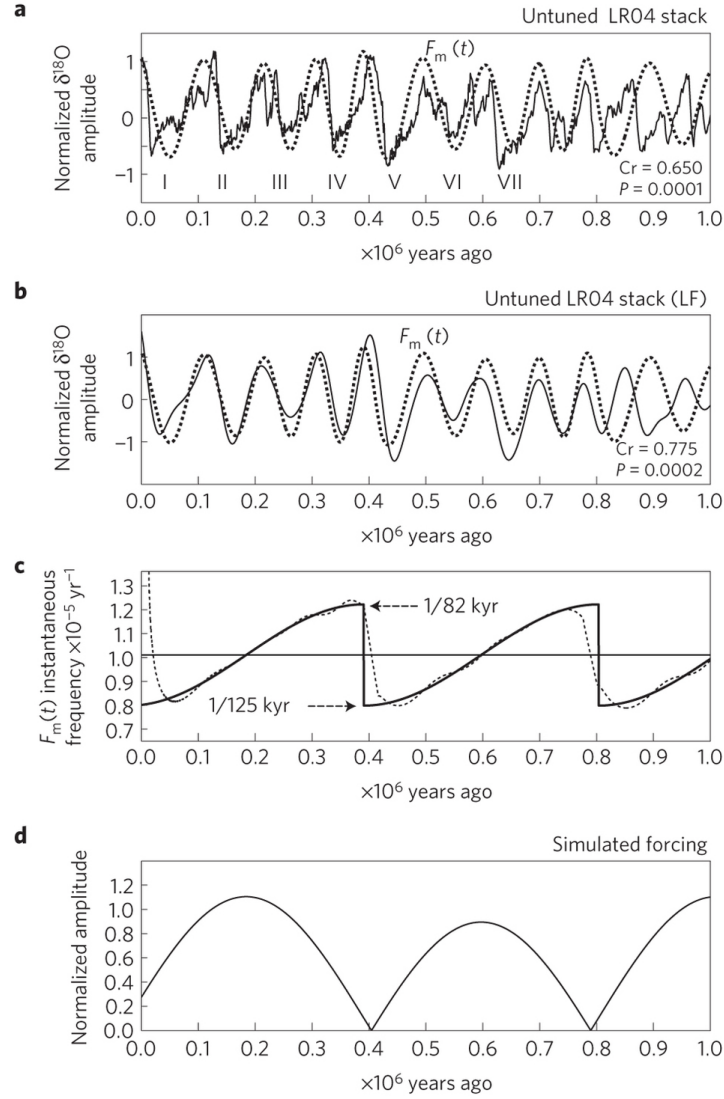 a
Untuned LR04 stack
Normalized δ¹⁸O
amplitude
1
0
−1
Fₘ(t)
I II III IV V VI VII
Cr = 0.650
P = 0.0001
0.0 0.1 0.2 0.3 0.4 0.5 0.6 0.7 0.8 0.9 1.0
×10⁶ years ago
b
Untuned LR04 stack (LF)
Normalized δ¹⁸O
amplitude
1
0
−1
Fₘ(t)
Cr = 0.775
P = 0.0002
0.0 0.1 0.2 0.3 0.4 0.5 0.6 0.7 0.8 0.9 1.0
×10⁶ years ago
c
Fₘ(t) instantaneous
frequency ×10⁻⁵ yr⁻¹
1.3
1.2
1.1
1.0
0.9
0.8
0.7
1/82 kyr
1/125 kyr
0.0 0.1 0.2 0.3 0.4 0.5 0.6 0.7 0.8 0.9 1.0
×10⁶ years ago
d
Simulated forcing
Normalized amplitude
1.2
1.0
0.8
0.6
0.4
0.2
0.0
0.0 0.1 0.2 0.3 0.4 0.5 0.6 0.7 0.8 0.9 1.0
×10⁶ years ago